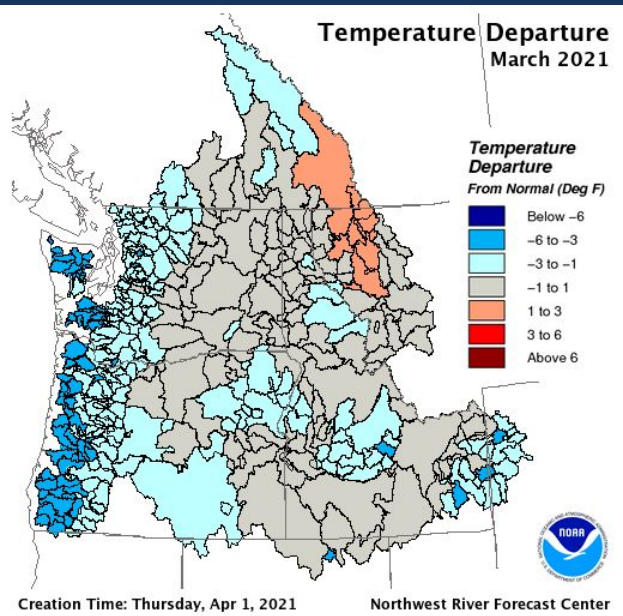 Temperature Departure
March 2021
Temperature
Departure
From Normal (Deg F)
Below -6
-6 to -3
-3 to -1
-1 to 1
1 to 3
3 to 6
Above 6
NOAA
Creation Time: Thursday, Apr 1, 2021
Northwest River Forecast Center